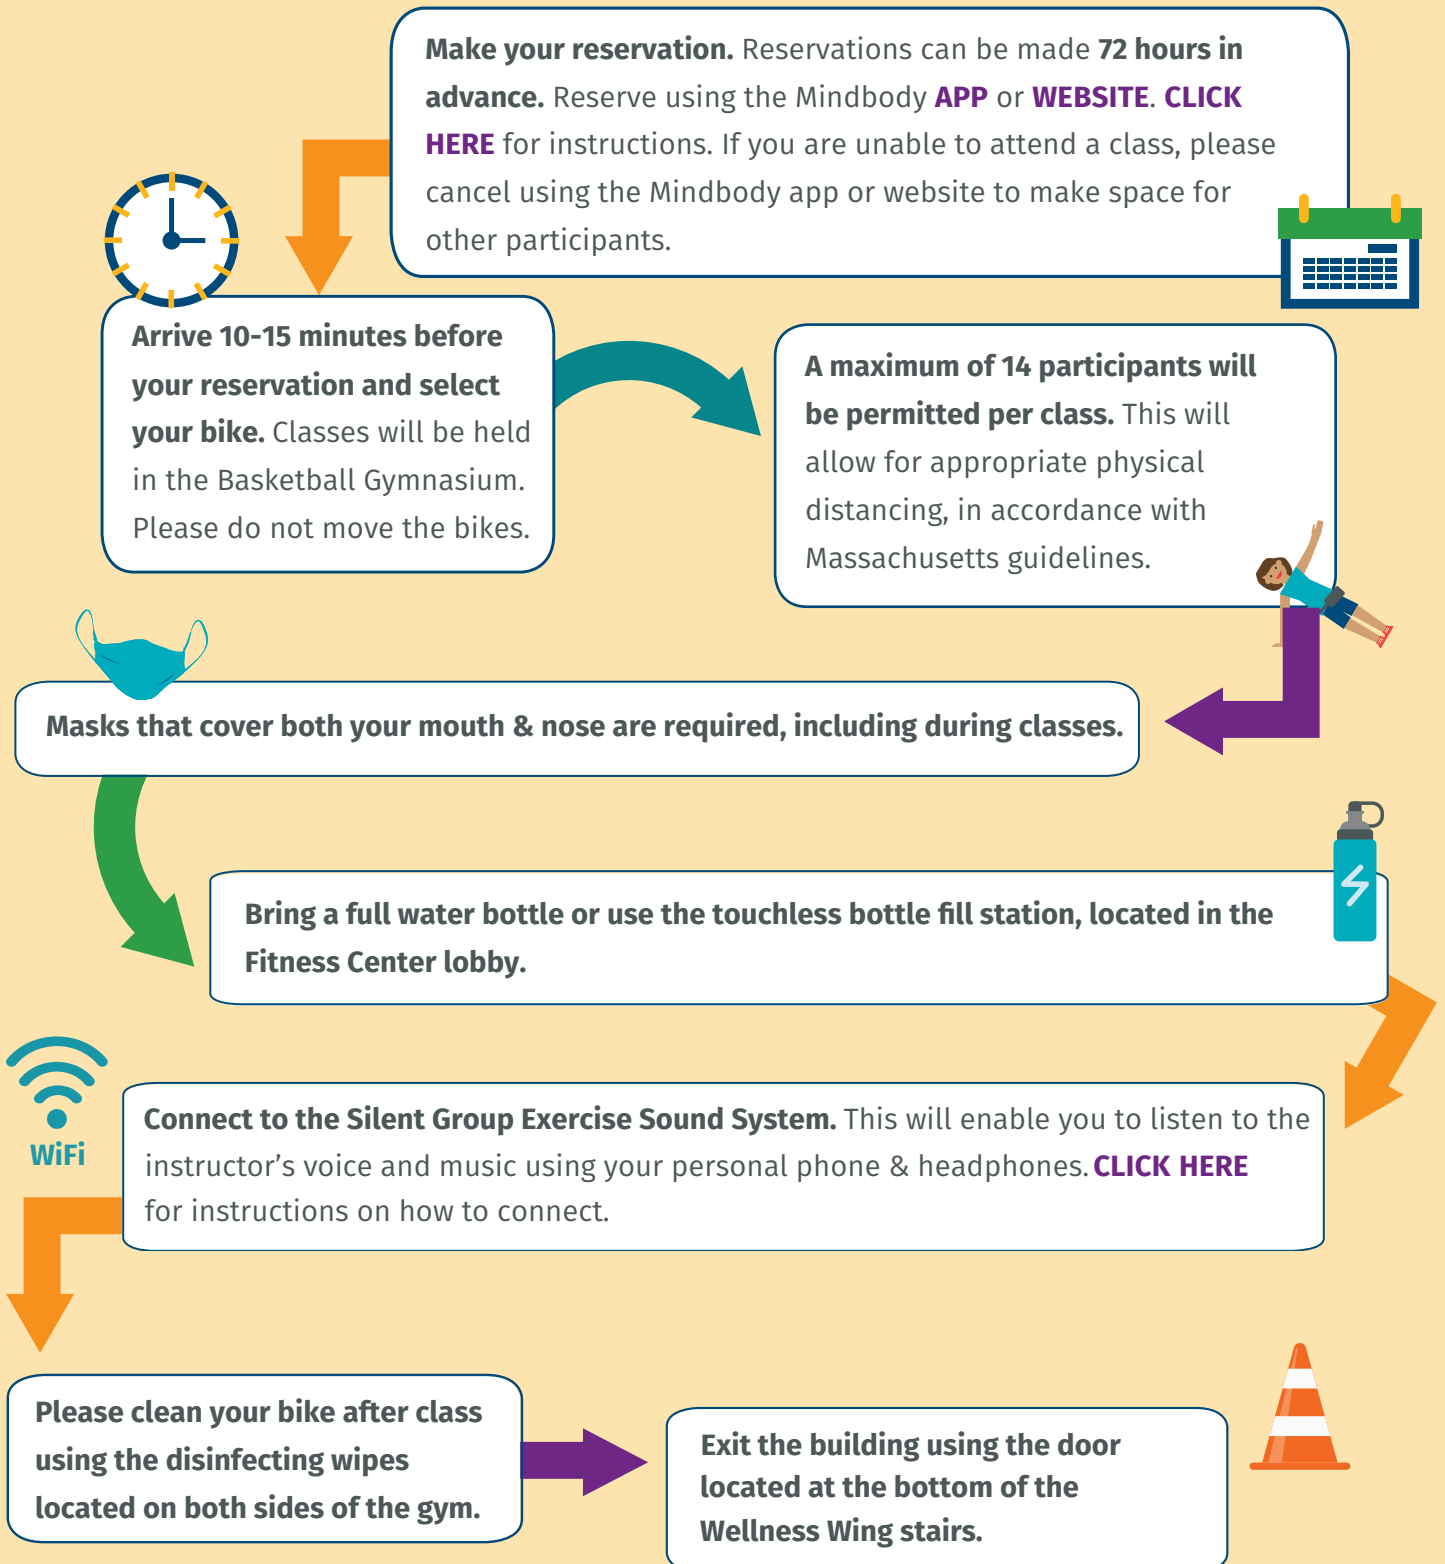 Make your reservation. Reservations can be made 72 hours in
advance. Reserve using the Mindbody APP or WEBSITE. CLICK
HERE for instructions. If you are unable to attend a class, please
cancel using the Mindbody app or website to make space for
other participants.
Arrive 10-15 minutes before
your reservation and select
your bike. Classes will be held
in the Basketball Gymnasium.
Please do not move the bikes.
A maximum of 14 participants will
be permitted per class. This will
allow for appropriate physical
distancing, in accordance with
Massachusetts guidelines.
Masks that cover both your mouth & nose are required, including during classes.
Bring a full water bottle or use the touchless bottle fill station, located in the
Fitness Center lobby.
WiFi
Connect to the Silent Group Exercise Sound System. This will enable you to listen to the
instructor’s voice and music using your personal phone & headphones. CLICK HERE
for instructions on how to connect.
Please clean your bike after class
using the disinfecting wipes
located on both sides of the gym.
Exit the building using the door
located at the bottom of the
Wellness Wing stairs.